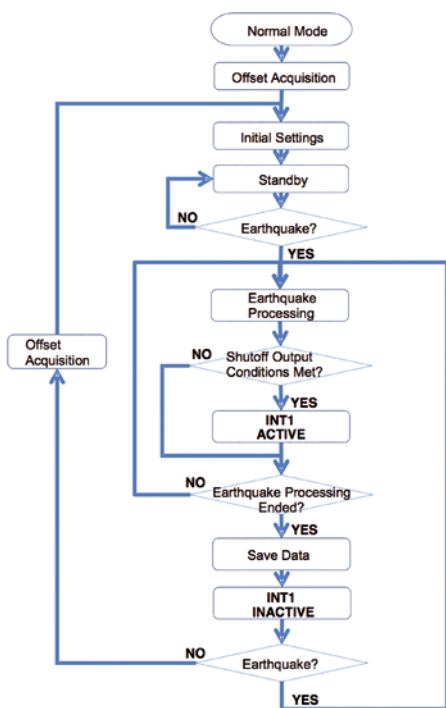 Normal Mode
Offset Acquisition
Initial Settings
Standby
NO
Earthquake?
YES
Earthquake
Processing
NO
Shutoff Output
Conditions Met?
Offset
Acquisition
YES
INT1
ACTIVE
NO
Earthquake Processing
Ended?
YES
Save Data
INT1
INACTIVE
NO
Earthquake?
YES